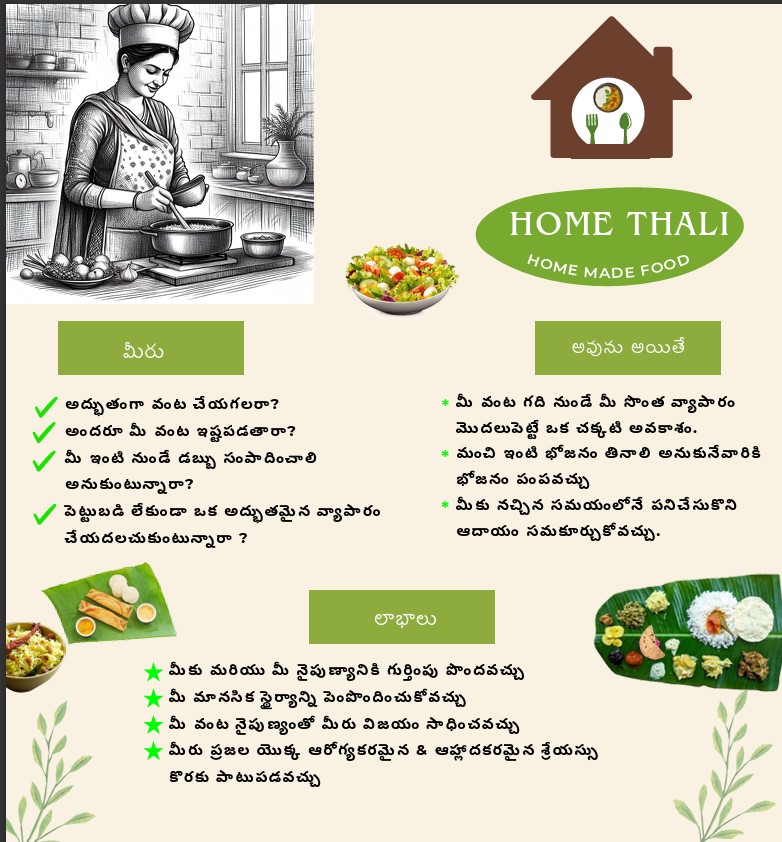 HOME THALI
HOME MADE FOOD
మీరు
అద్భుతంగా వంట చేయగలరా?
అందరూ మీ వంట ఇష్టపడతారా?
మీ ఇంటి నుండే డబ్బు సంపాదించాలి
అనుకుంటున్నారా?
పెట్టుబడి లేకుండా ఒక అద్భుతమైన వ్యాపారం
చేయదలచుకుంటున్నారా ?
అవును అయితే
* మీ వంట గది నుండే మీ సొంత వ్యాపారం
మొదలుపెట్టే ఒక చక్కటి అవకాశం.
* మంచి ఇంటి భోజనం తినాలి అనుకునేవారికి
భోజనం పంపవచ్చు
* మీకు నచ్చిన సమయంలోనే పనిచేసుకొని
ఆదాయం సమకూర్చుకోవచ్చు.
లాభాలు
మీకు మరియు మీ నైపుణ్యానికి గుర్తింపు పొందవచ్చు
మీ మానసిక స్థైర్యాన్ని పెంపొందించుకోవచ్చు
మీ వంట నైపుణ్యంతో మీరు విజయం సాధించవచ్చు
మీరు ప్రజల యొక్క ఆరోగ్యకరమైన & ఆహ్లాదకరమైన శ్రేయస్సు
కొరకు పాటుపడవచ్చు